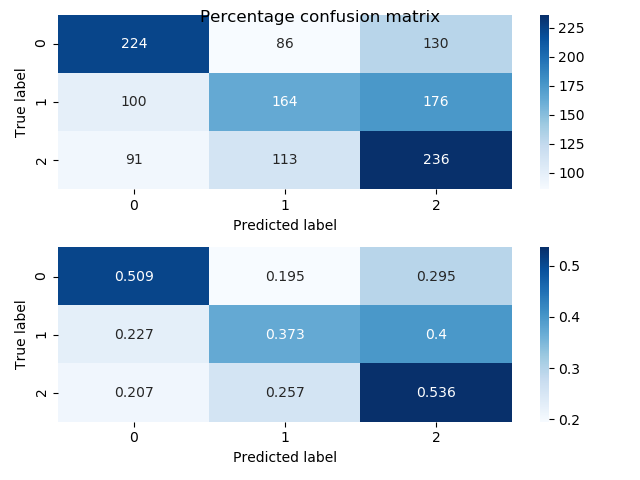 Percentage confusion matrix
True label
0 224 86 130
1 100 164 176
2 91 113 236
0 1 2
Predicted label
225
200
175
150
125
100
True label
0 0.509 0.195 0.295
1 0.227 0.373 0.4
2 0.207 0.257 0.536
0 1 2
Predicted label
0.5
0.4
0.3
0.2